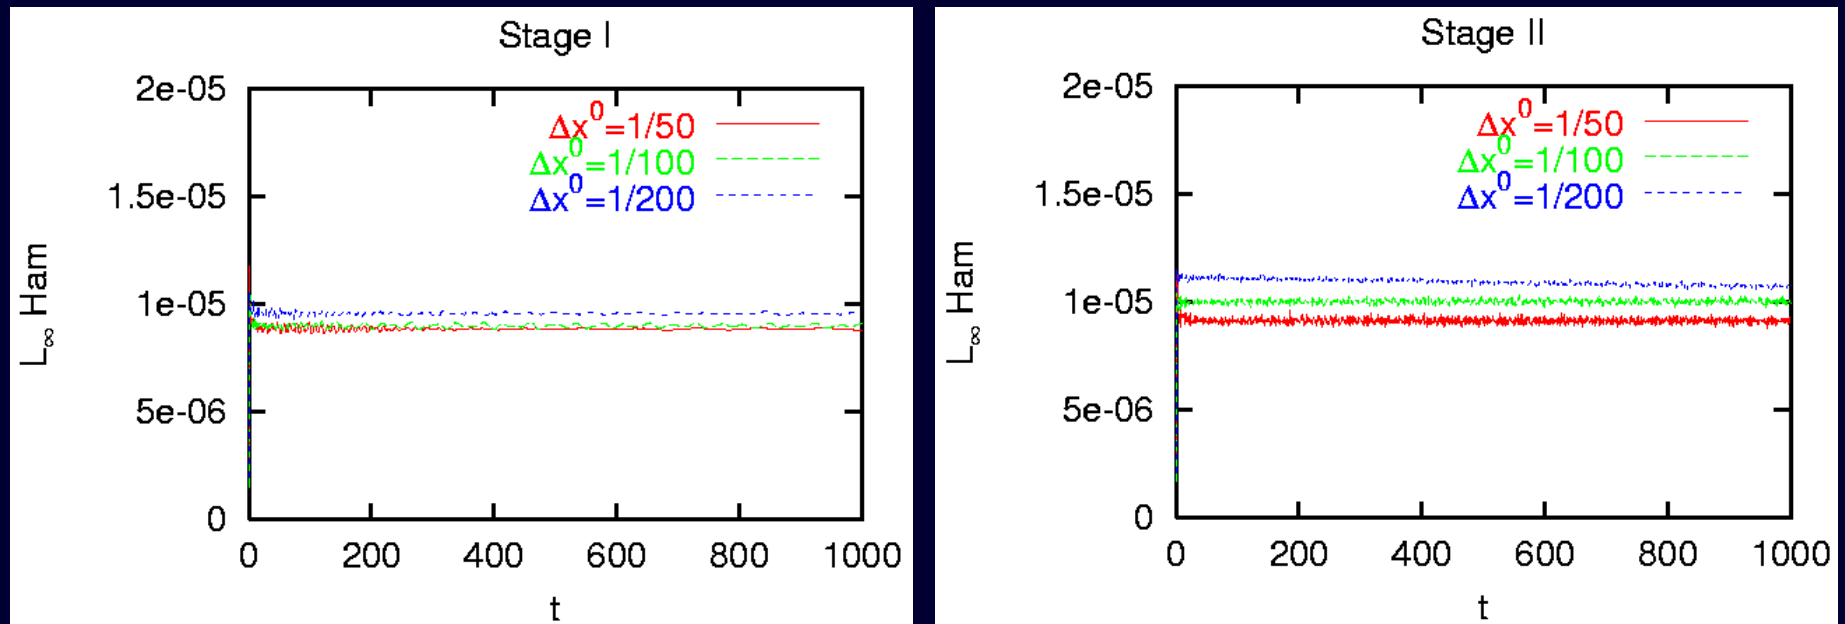 Stage I
2e-05
1.5e-05
1e-05
5e-06
0
L∞ Ham
Δx⁰=1/50
Δx⁰=1/100
Δx⁰=1/200
0 200 400 600 800 1000
t
Stage II
2e-05
1.5e-05
1e-05
5e-06
0
L∞ Ham
Δx⁰=1/50
Δx⁰=1/100
Δx⁰=1/200
0 200 400 600 800 1000
t